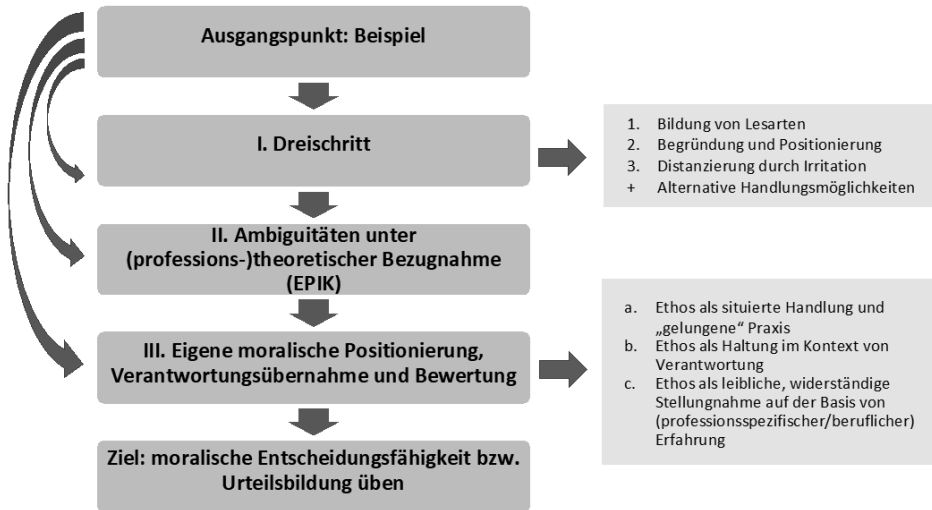 Ausgangspunkt: Beispiel
I. Dreischritt
1. Bildung von Lesarten
2. Begründung und Positionierung
3. Distanzierung durch Irritation
+ Alternative Handlungsmöglichkeiten
II. Ambiguitäten unter
(professions-)theoretischer Bezugnahme
(EPIK)
III. Eigene moralische Positionierung,
Verantwortungsübernahme und Bewertung
a. Ethos als situierte Handlung und
„gelungene“ Praxis
b. Ethos als Haltung im Kontext von
Verantwortung
c. Ethos als leibliche, widerständige
Stellungnahme auf der Basis von
(professionsspezifischer/beruflicher)
Erfahrung
Ziel: moralische Entscheidungsfähigkeit bzw.
Urteilsbildung üben